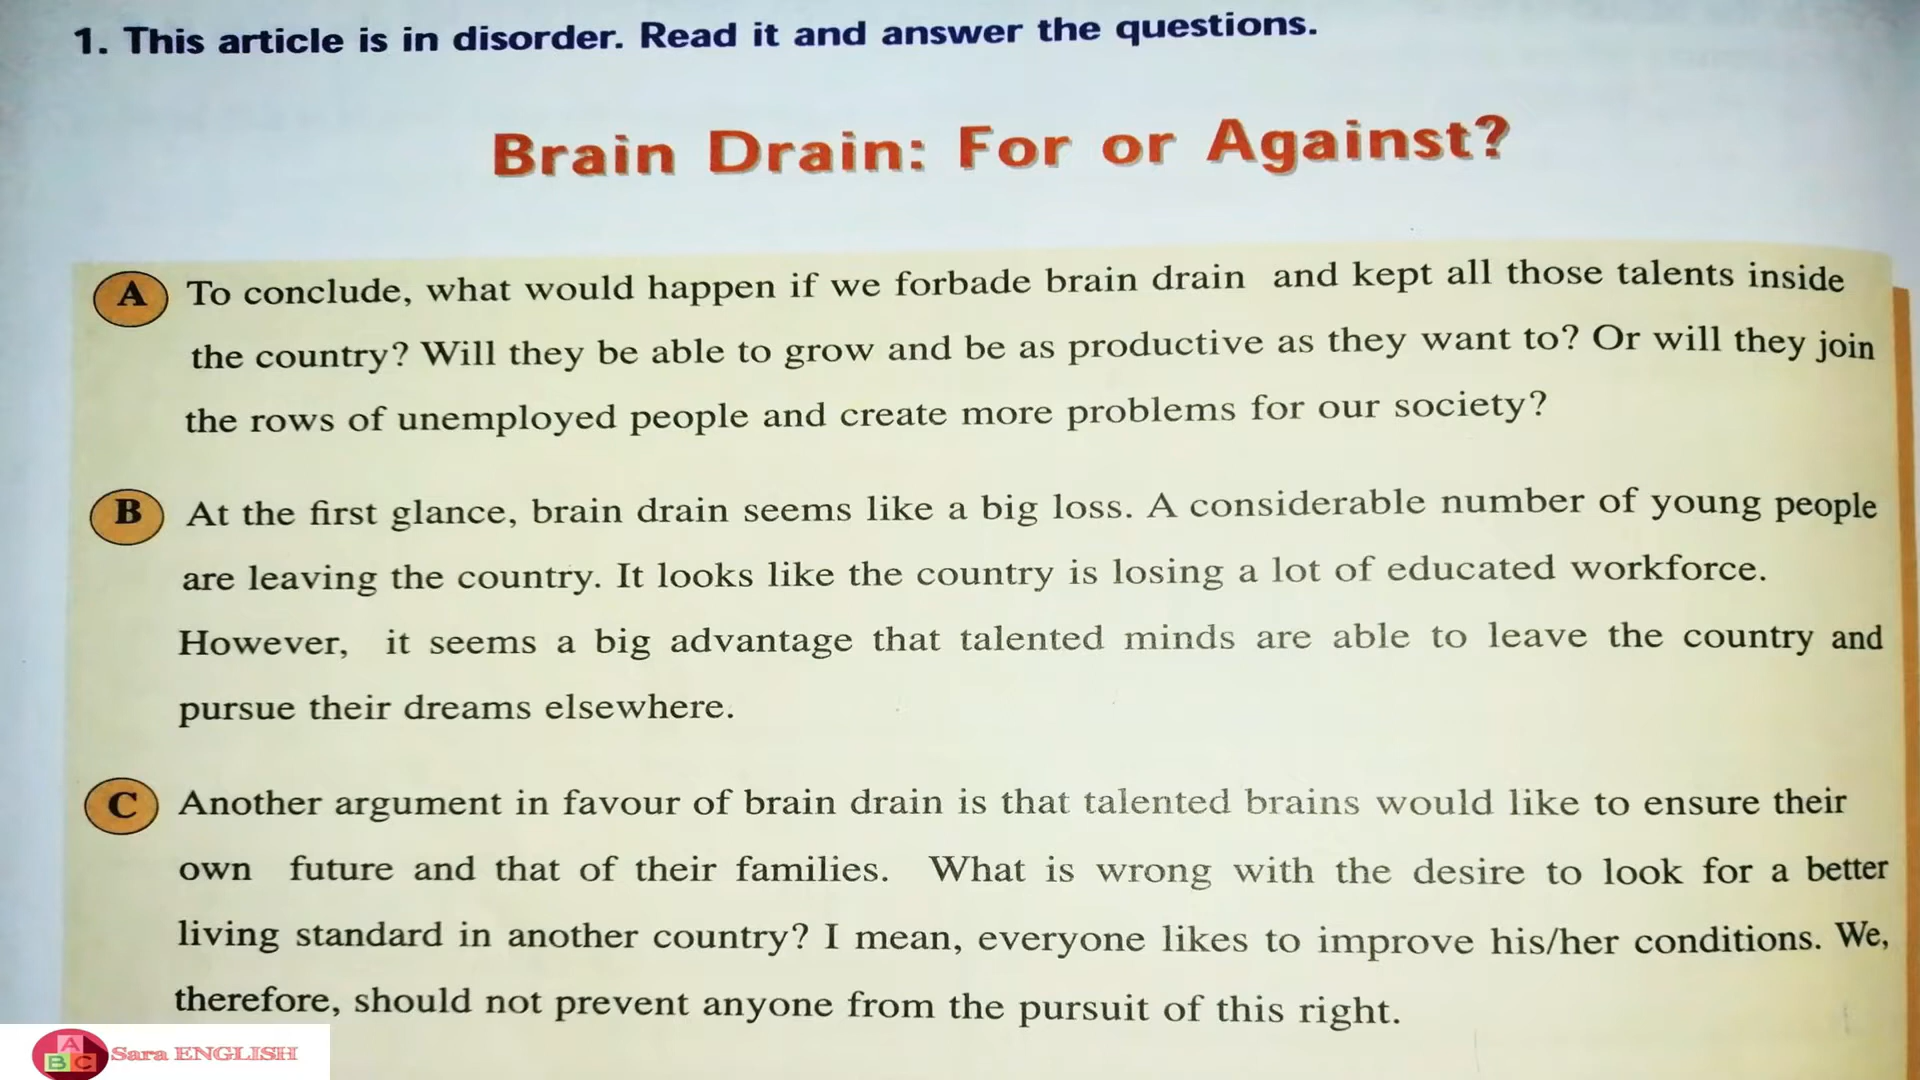 1. This article is in disorder. Read it and answer the questions.
Brain Drain: For or Against?
A To conclude, what would happen if we forbade brain drain and kept all those talents inside
the country? Will they be able to grow and be as productive as they want to? Or will they join
the rows of unemployed people and create more problems for our society?
B At the first glance, brain drain seems like a big loss. A considerable number of young people
are leaving the country. It looks like the country is losing a lot of educated workforce.
However, it seems a big advantage that talented minds are able to leave the country and
pursue their dreams elsewhere.
C Another argument in favour of brain drain is that talented brains would like to ensure their
own future and that of their families. What is wrong with the desire to look for a better
living standard in another country? I mean, everyone likes to improve his/her conditions. We,
therefore, should not prevent anyone from the pursuit of this right.
A
B C Sara ENGLISH